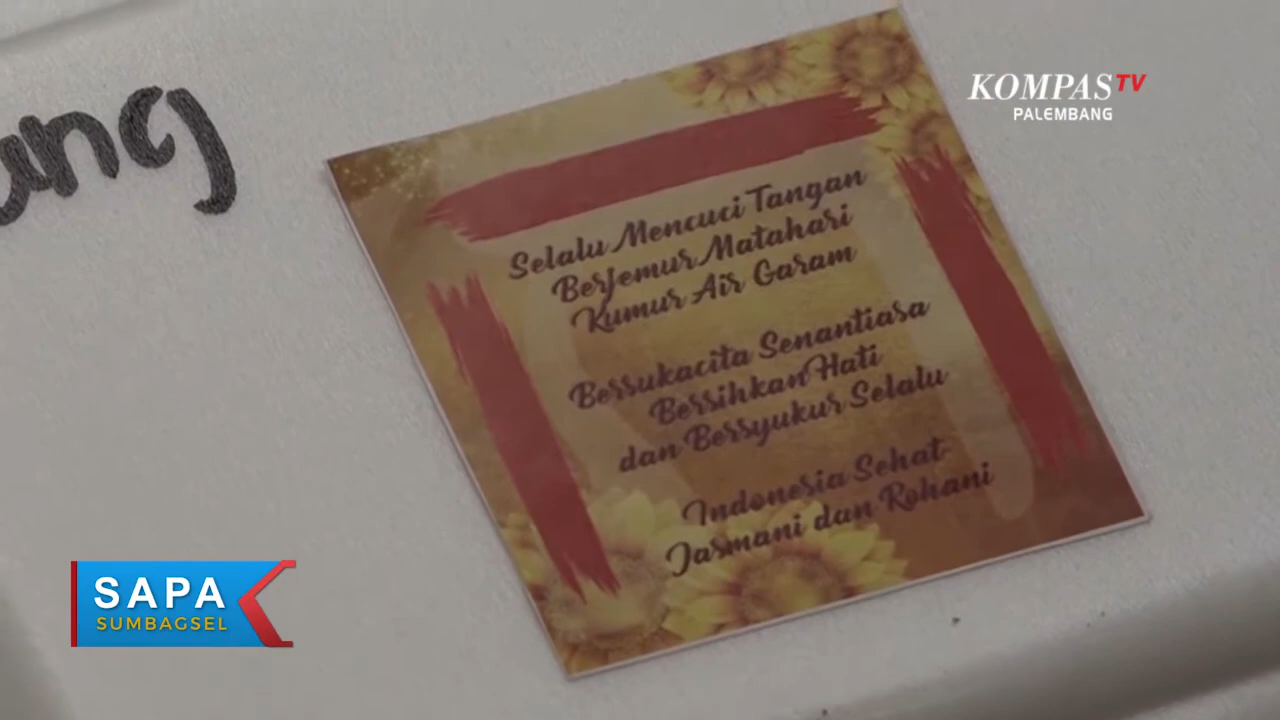 KOMPAS TV
PALEMBANG
ang
Selalu Mencuci Tangan
Berjemur Matahari
Kumur Air Garam
Bersukacita Senantiasa
Bersihkan Hati
dan Bersyukur Selalu
Indonesia Sehat
Jasmani dan Rohani
SAPA
SUMBAGSEL